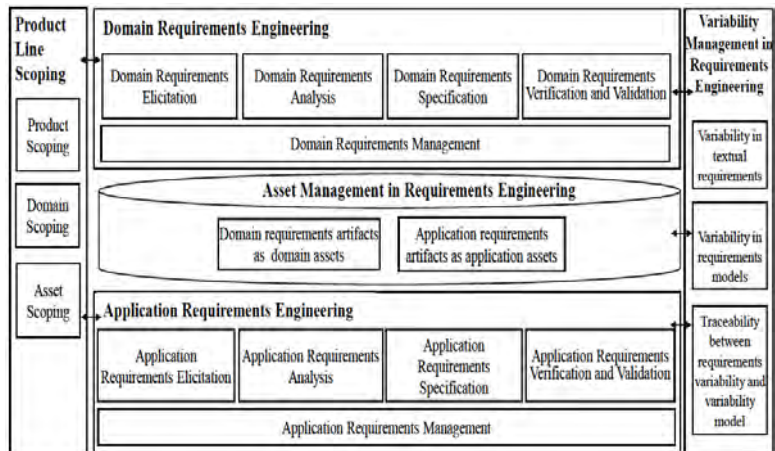 Product
Line
Scoping
Product
Scoping
Domain
Scoping
Asset
Scoping
Domain Requirements Engineering
Domain Requirements
Elicitation
Domain Requirements
Analysis
Domain Requirements
Specification
Domain Requirements
Verification and Validation
Domain Requirements Management
Asset Management in Requirements Engineering
Domain requirements artifacts
as domain assets
Application requirements
artifacts as application assets
Application Requirements Engineering
Application
Requirements Elicitation
Application Requirements
Analysis
Application
Requirements
Specification
Application Requirements
Verification and Validation
Application Requirements Management
Variability
Management in
Requirements
Engineering
Variability in
textual
requirements
Variability in
requirements
models
Traceability
between
requirements
variability and
variability
model